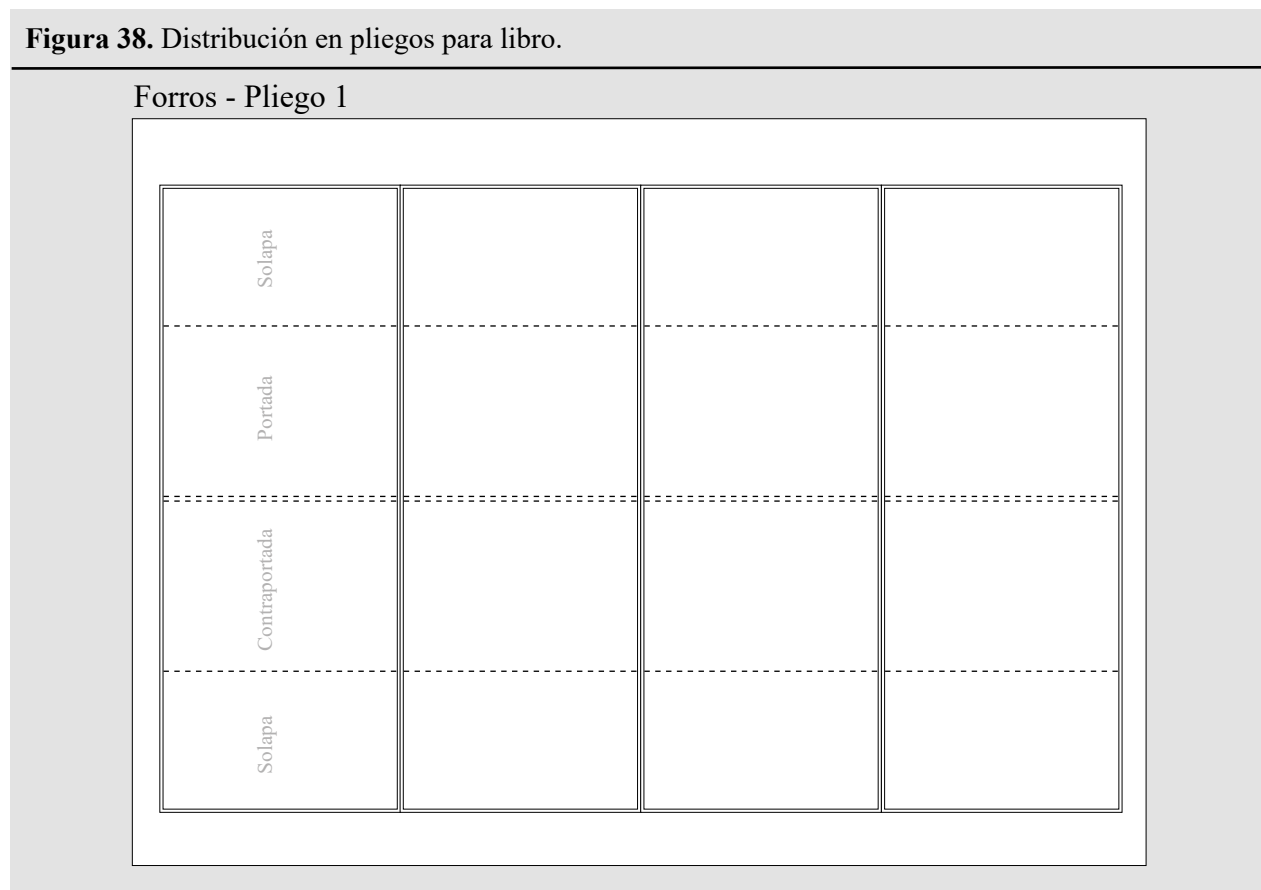 Figura 38. Distribución en pliegos para libro.
Forros - Pliego 1
Solapa
Portada
Contraportada
Solapa